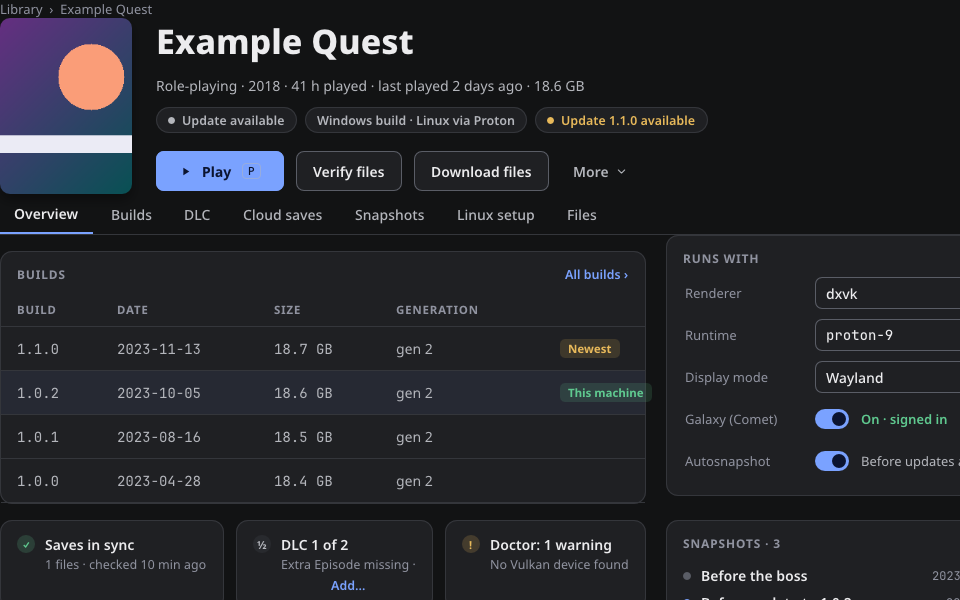 Library › Example Quest
Example Quest
Role-playing · 2018 · 41 h played · last played 2 days ago · 18.6 GB
Update available
Windows build · Linux via Proton
Update 1.1.0 available
Play P
Verify files
Download files
More
Overview
Builds
DLC
Cloud saves
Snapshots
Linux setup
Files
BUILDS
All builds ›
BUILD DATE SIZE GENERATION
1.1.0 2023-11-13 18.7 GB gen 2 Newest
1.0.2 2023-10-05 18.6 GB gen 2 This machine
1.0.1 2023-08-16 18.5 GB gen 2
1.0.0 2023-04-28 18.4 GB gen 2
RUNS WITH
Renderer dxvk
Runtime proton-9
Display mode Wayland
Galaxy (Comet) On · signed in
Autosnapshot Before updates
✓ Saves in sync
1 files · checked 10 min ago
½ DLC 1 of 2
Extra Episode missing ·
Add...
! Doctor: 1 warning
No Vulkan device found
SNAPSHOTS · 3
Before the boss 2023